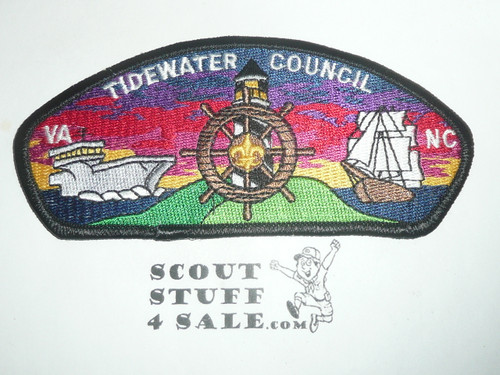 TIDEWATER COUNCIL
VA NC
SCOUT
STUFF
4 SALE.COM